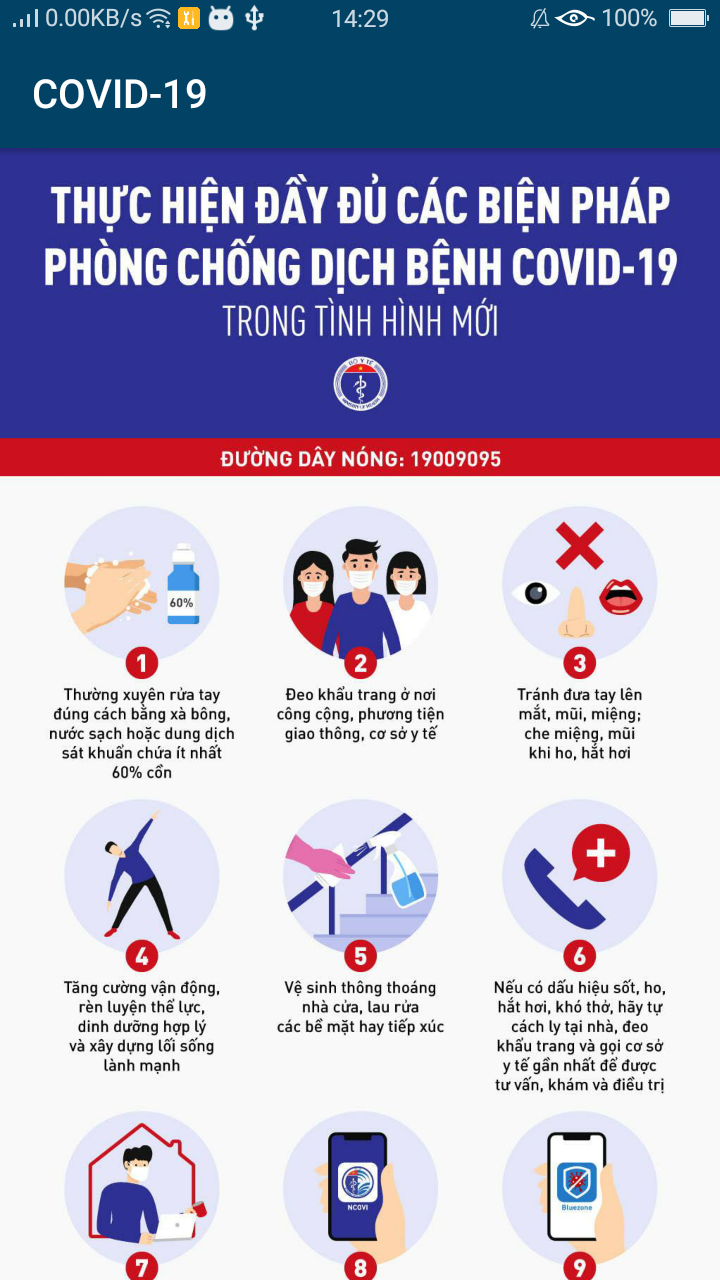 0.00KB/s
14:29
100%
COVID-19
THỰC HIỆN ĐẦY ĐỦ CÁC BIỆN PHÁP
PHÒNG CHỐNG DỊCH BỆNH COVID-19
TRONG TÌNH HÌNH MỚI
BỘ Y TẾ
MINISTRY OF HEALTH
ĐƯỜNG DÂY NÓNG: 19009095
60%
1
Thường xuyên rửa tay
đúng cách bằng xà bông,
nước sạch hoặc dung dịch
sát khuẩn chứa ít nhất
60% cồn
2
Đeo khẩu trang ở nơi
công cộng, phương tiện
giao thông, cơ sở y tế
3
Tránh đưa tay lên
mắt, mũi, miệng;
che miệng, mũi
khi ho, hắt hơi
4
Tăng cường vận động,
rèn luyện thể lực,
dinh dưỡng hợp lý
và xây dựng lối sống
lành mạnh
5
Vệ sinh thông thoáng
nhà cửa, lau rửa
các bề mặt hay tiếp xúc
6
Nếu có dấu hiệu sốt, ho,
hắt hơi, khó thở, hãy tự
cách ly tại nhà, đeo
khẩu trang và gọi cơ sở
y tế gần nhất để được
tư vấn, khám và điều trị
7
NCOVI
8
Bluezone
9